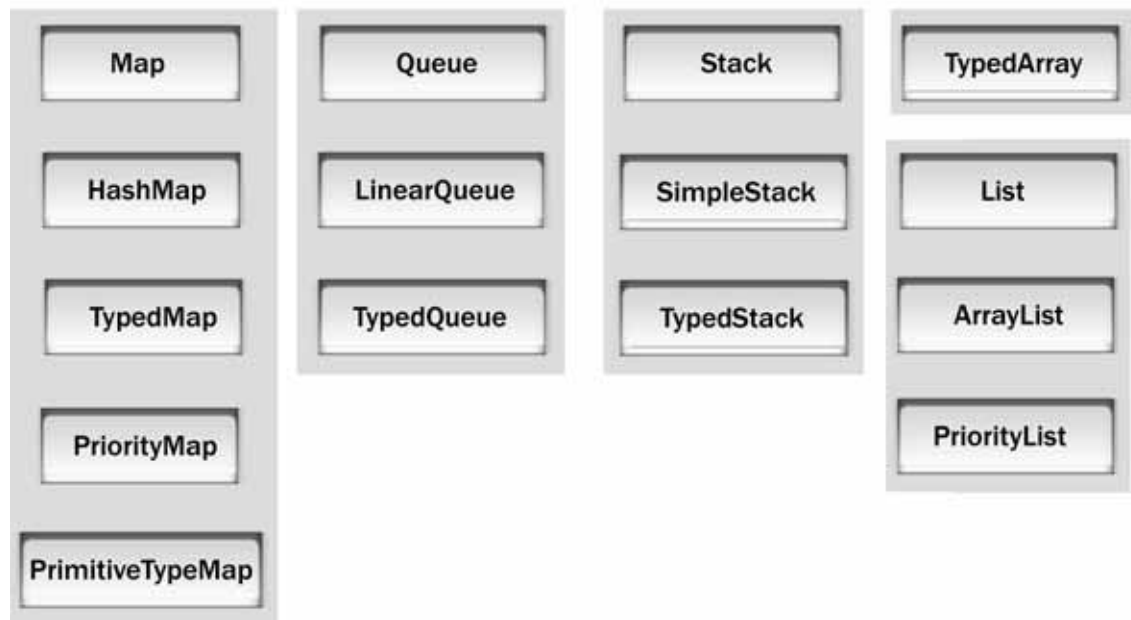 Map
HashMap
TypedMap
PriorityMap
PrimitiveTypeMap
Queue
LinearQueue
TypedQueue
Stack
SimpleStack
TypedStack
TypedArray
List
ArrayList
PriorityList